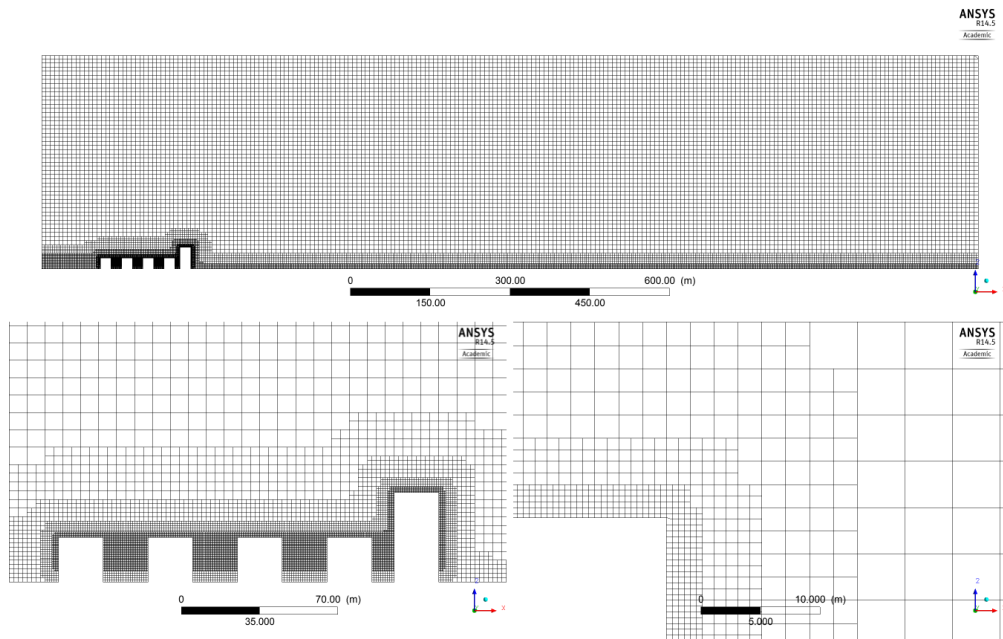 ANSYS
R14.5
Academic
Z
0 300.00 600.00 (m)
150.00 450.00
ANSYS
R14.5
Academic
0 70.00 (m)
35.000
Z
X
ANSYS
R14.5
Academic
0 10.000 (m)
5.000
Z